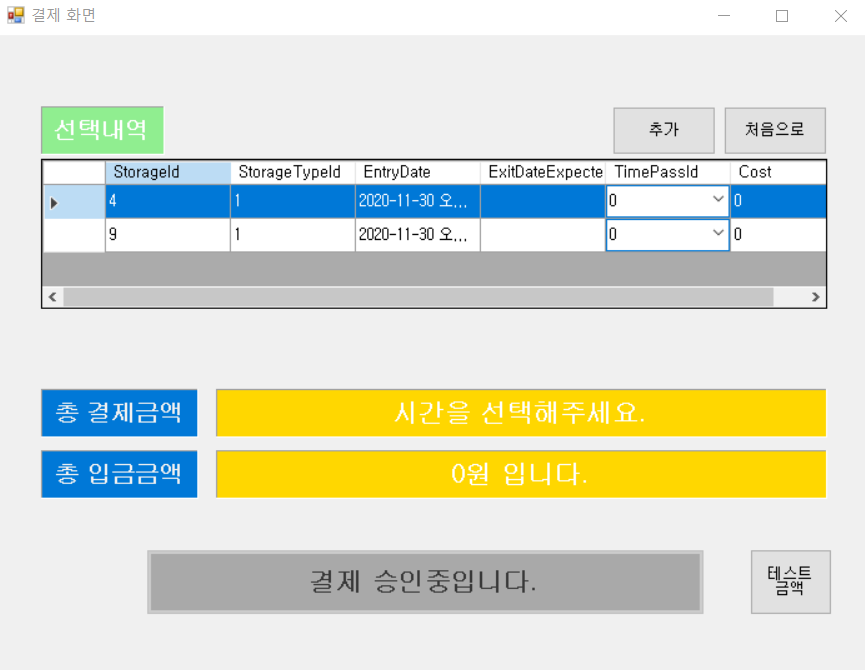 결제 화면
선택내역
추가
처음으로
StorageId StorageTypeId EntryDate ExitDateExpecte TimePassId Cost
4 1 2020-11-30 오... 0 0
9 1 2020-11-30 오... 0 0
총 결제금액 시간을 선택해주세요.
총 입금금액 0원 입니다.
결제 승인중입니다.
테스트
금액